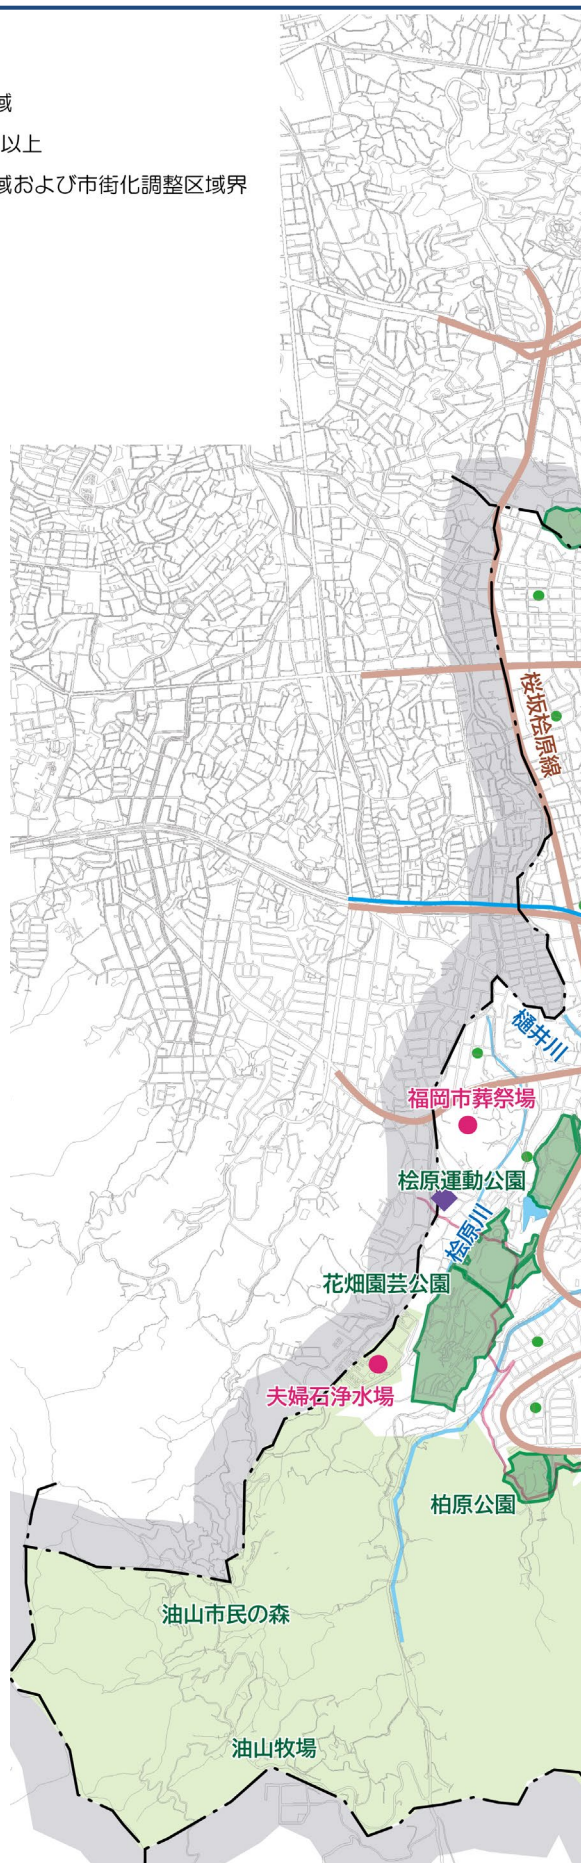 域
以上
域および市街化調整区域界
桜坂桧原線
樋井川
福岡市葬祭場
桧原運動公園
桧原川
花畑園芸公園
夫婦石浄水場
柏原公園
油山市民の森
油山牧場